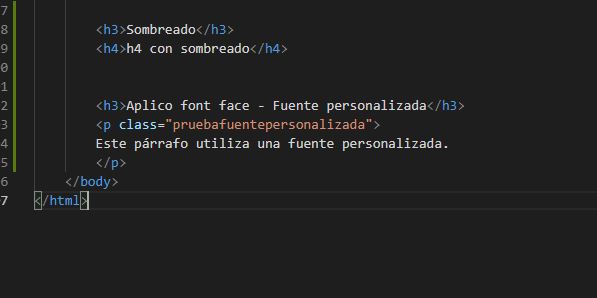 7
8 <h3>Sombreado</h3>
9 <h4>h4 con sombreado</h4>
0
1
2 <h3>Aplico font face - Fuente personalizada</h3>
3 <p class="pruebafuentepersonalizada">
4 Este párrafo utiliza una fuente personalizada.
5 </p>
6 </body>
7 </html>